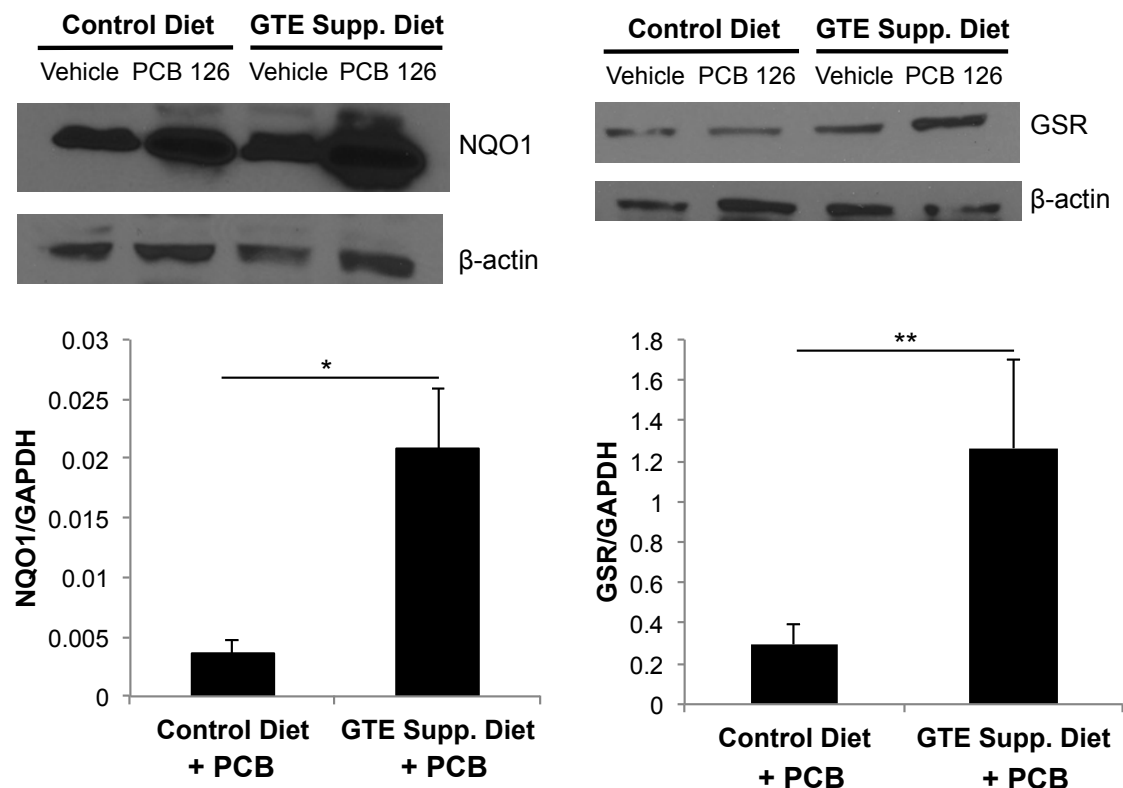 Control Diet GTE Supp. Diet
Vehicle PCB 126 Vehicle PCB 126
NQO1
β-actin
0.03
0.025
0.02
0.015
0.01
0.005
0
NQO1/GAPDH
*
Control Diet + PCB
GTE Supp. Diet + PCB
Control Diet GTE Supp. Diet
Vehicle PCB 126 Vehicle PCB 126
GSR
β-actin
1.8
1.6
1.4
1.2
1
0.8
0.6
0.4
0.2
0
GSR/GAPDH
**
Control Diet + PCB
GTE Supp. Diet + PCB